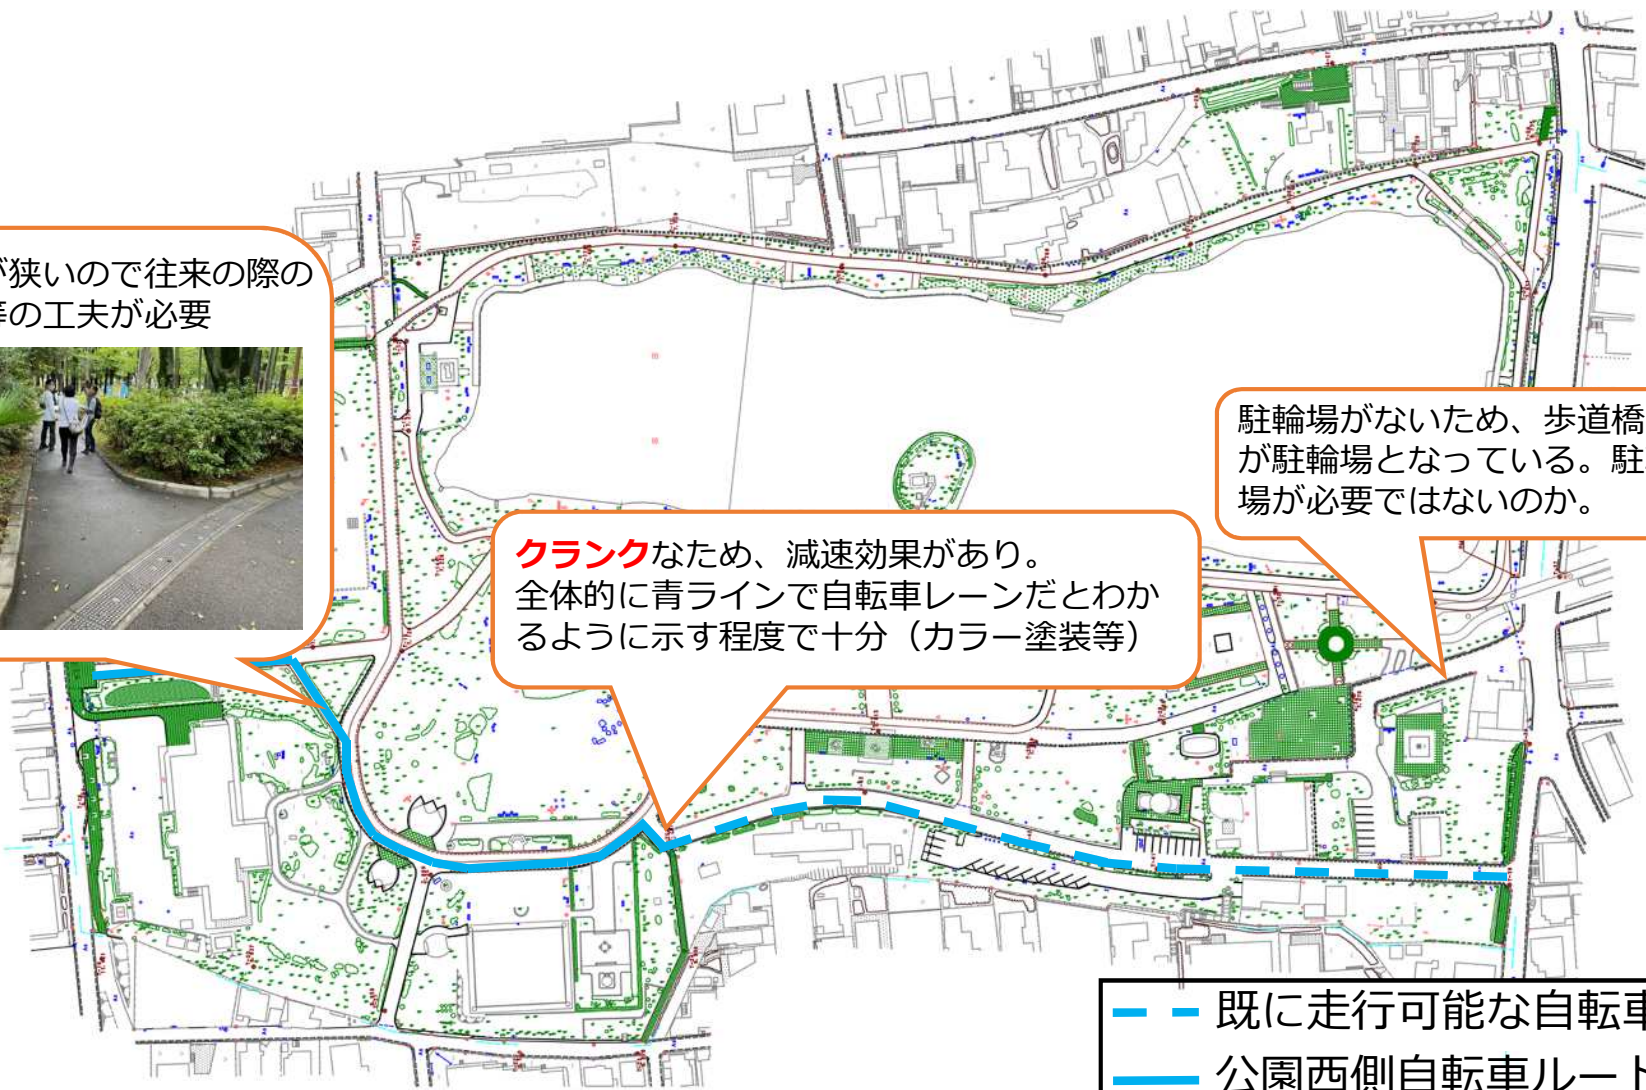 が狭いので往来の際の
等の工夫が必要
駐輪場がないため、歩道橋
が駐輪場となっている。駐
場が必要ではないのか。
クランクなため、減速効果があり。
全体的に青ラインで自転車レーンだとわか
るように示す程度で十分（カラー塗装等）
既に走行可能な自転車
公園西側自転車ルート